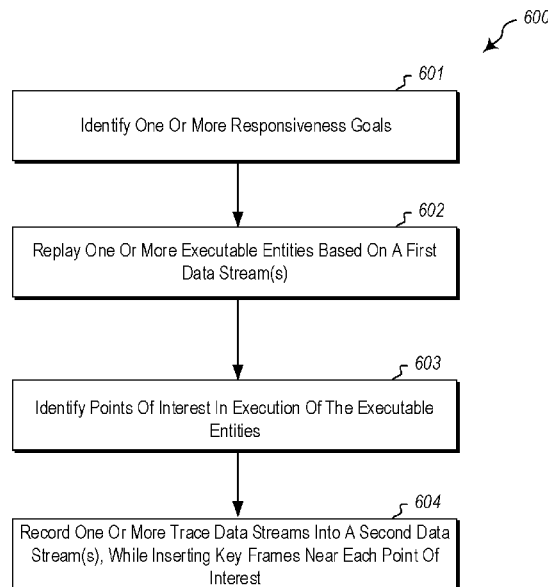 600
601
Identify One Or More Responsiveness Goals
602
Replay One Or More Executable Entities Based On A First
Data Stream(s)
603
Identify Points Of Interest In Execution Of The Executable
Entities
604
Record One Or More Trace Data Streams Into A Second Data
Stream(s), While Inserting Key Frames Near Each Point Of
Interest